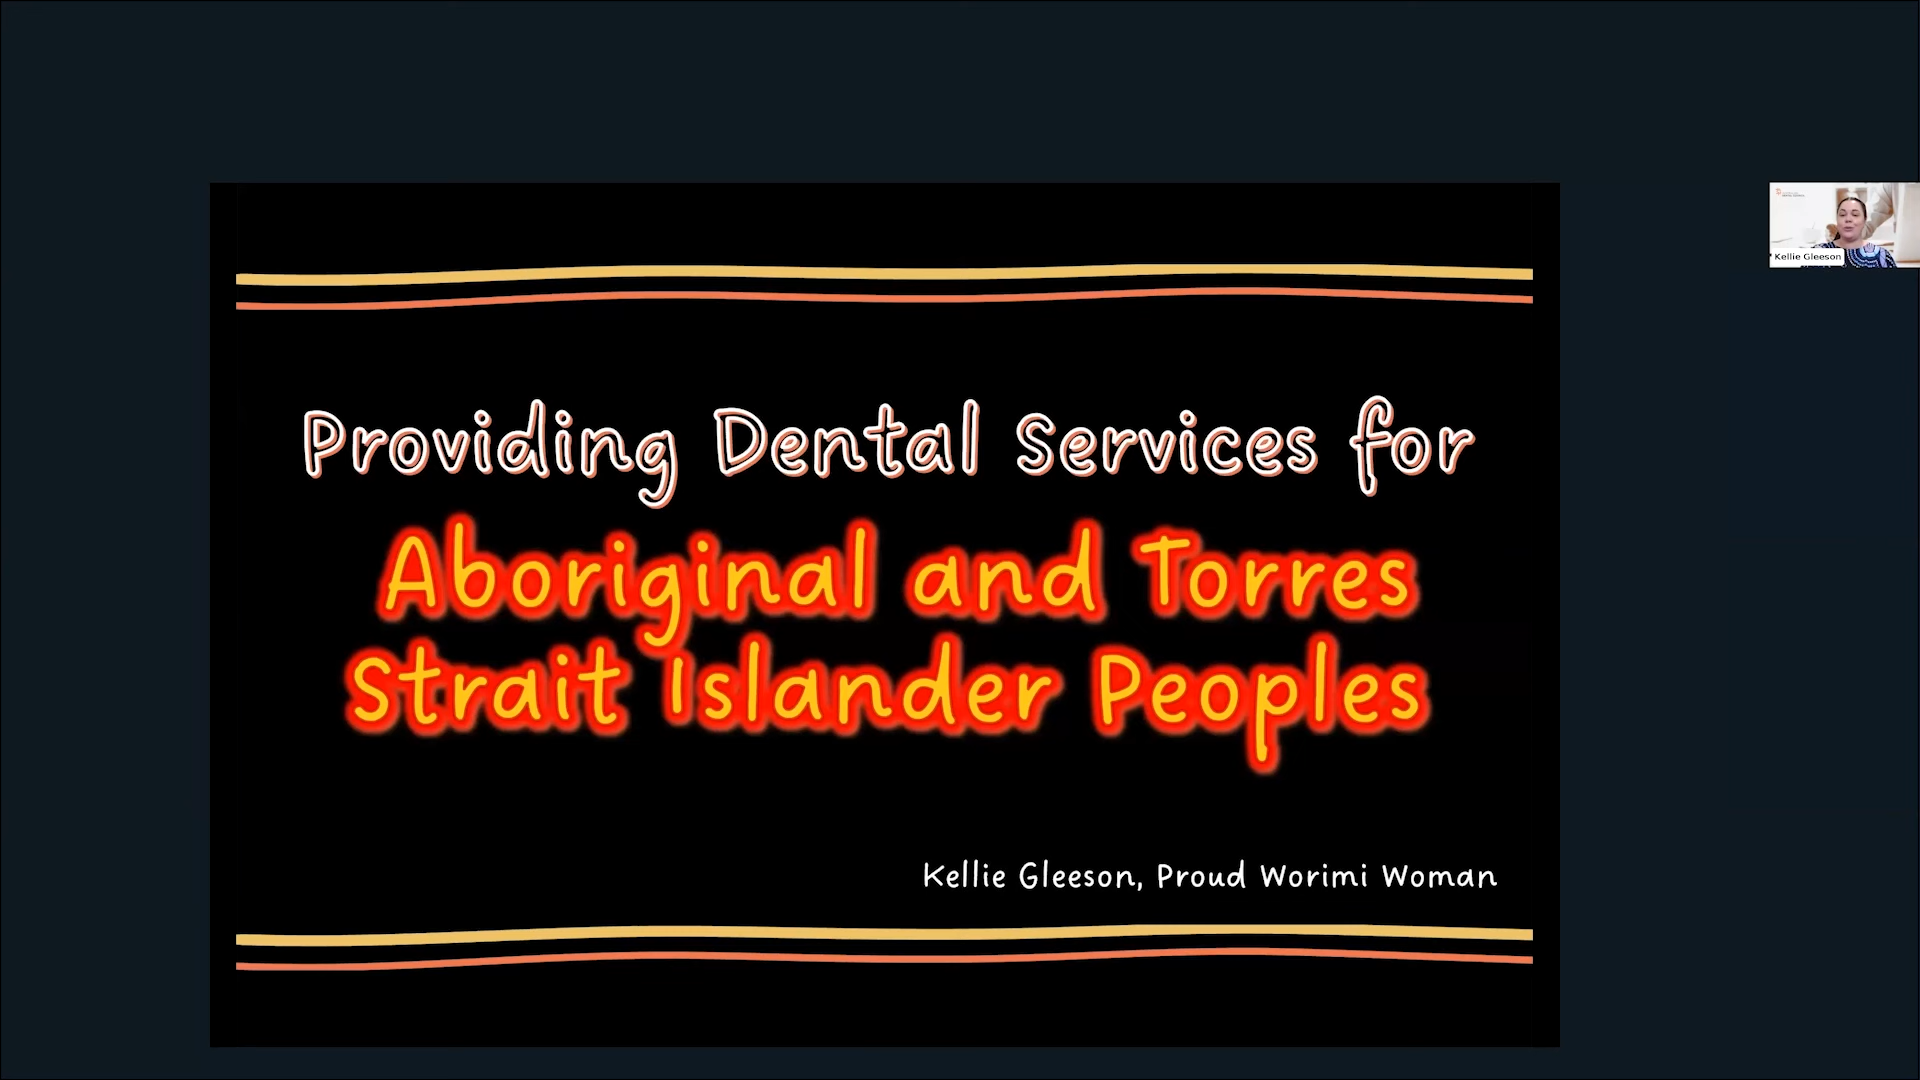 Providing Dental Services for
Aboriginal and Torres
Strait Islander Peoples
Kellie Gleeson, Proud Worimi Woman
Kellie Gleeson